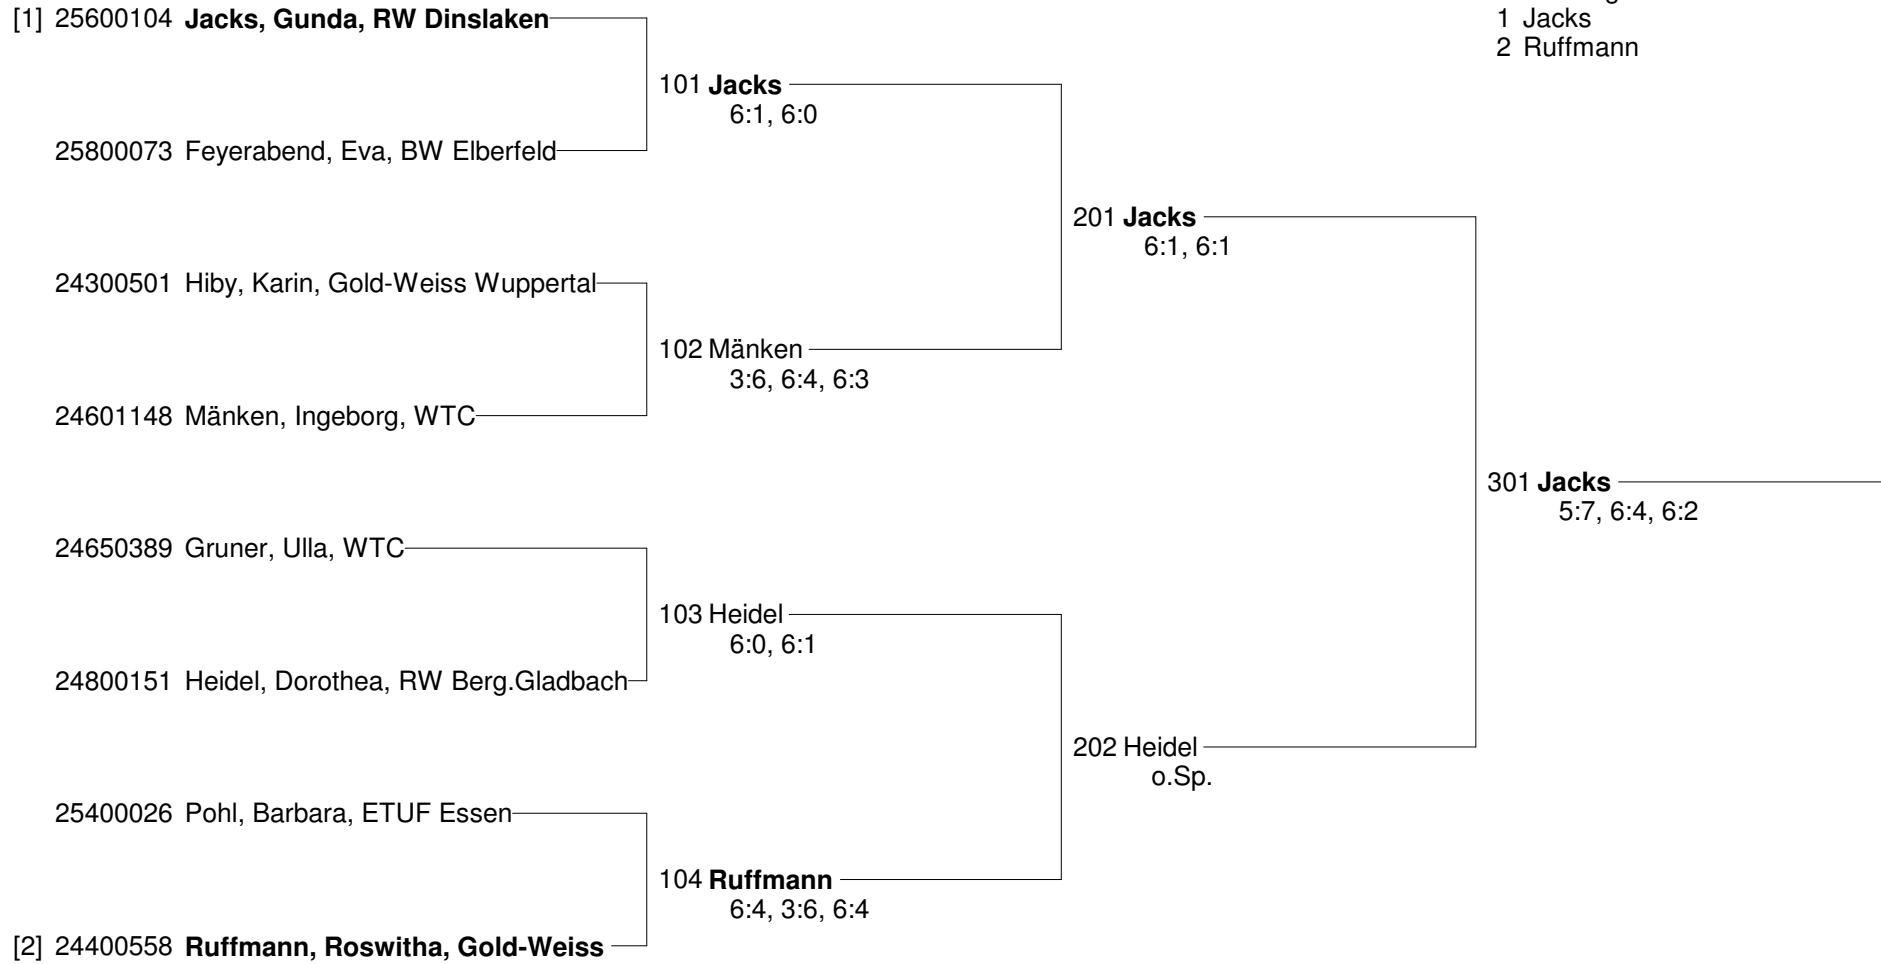 [1] 25600104 Jacks, Gunda, RW Dinslaken
1 Jacks
2 Ruffmann
101 Jacks
6:1, 6:0
25800073 Feyerabend, Eva, BW Elberfeld
201 Jacks
6:1, 6:1
24300501 Hiby, Karin, Gold-Weiss Wuppertal
102 Mänken
3:6, 6:4, 6:3
24601148 Mänken, Ingeborg, WTC
301 Jacks
5:7, 6:4, 6:2
24650389 Gruner, Ulla, WTC
103 Heidel
6:0, 6:1
24800151 Heidel, Dorothea, RW Berg.Gladbach
202 Heidel
o.Sp.
25400026 Pohl, Barbara, ETUF Essen
104 Ruffmann
6:4, 3:6, 6:4
[2] 24400558 Ruffmann, Roswitha, Gold-Weiss